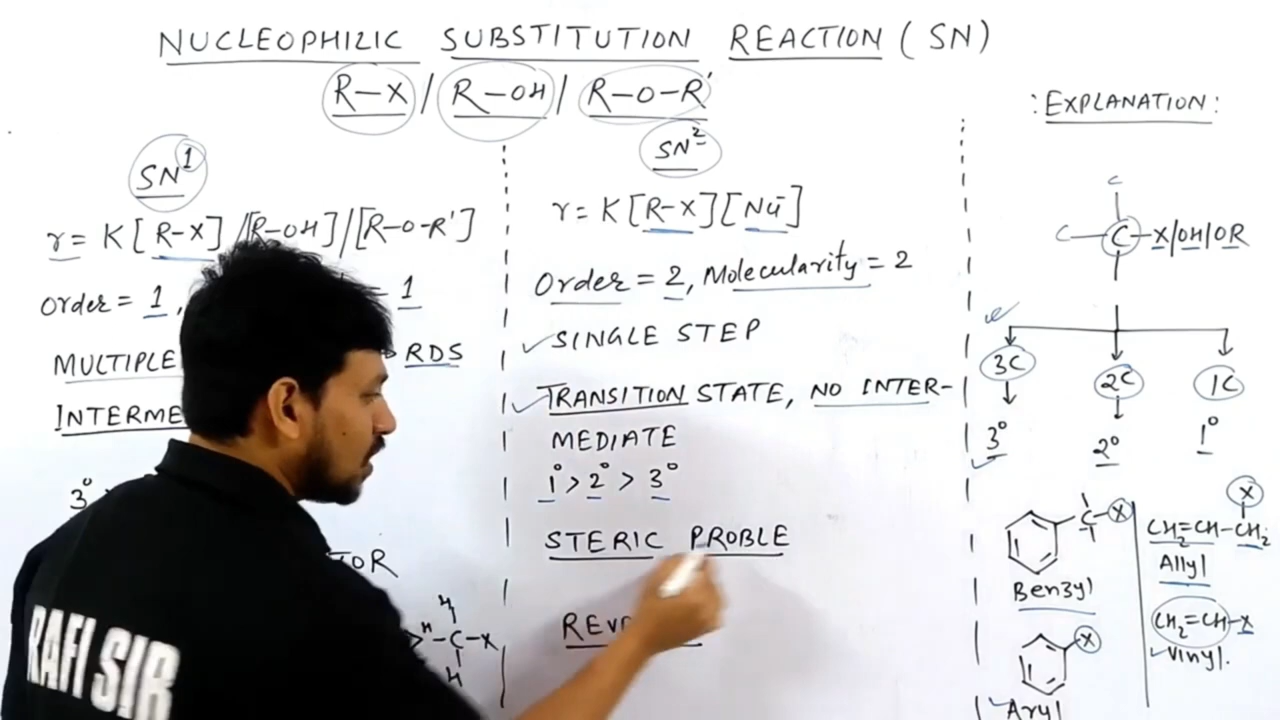 NUCLEOPHILIC SUBSTITUTION REACTION (SN)
R-X / R-OH / R-O-R'
SN1
r = K [R-X] / [R-OH] / [R-O-R']
Order = 1, = 1
MULTIPLE RDS
INTERME
3° >
TOR
H
H -C-X
H
SN²
r = K [R-X] [Nu-]
Order = 2, Molecularity = 2
✓ SINGLE STEP
✓ TRANSITION STATE, NO INTER-
MEDIATE
1° > 2° > 3°
STERIC PROBLE
REV
: EXPLANATION :
C
C - C - X/OH/OR
3C 2C 1C
3° 2° 1°
C-X
Benzyl
X
Aryl
X
CH2=CH-CH2
Allyl
CH2=CH-X
Vinyl.
RAFI SIR